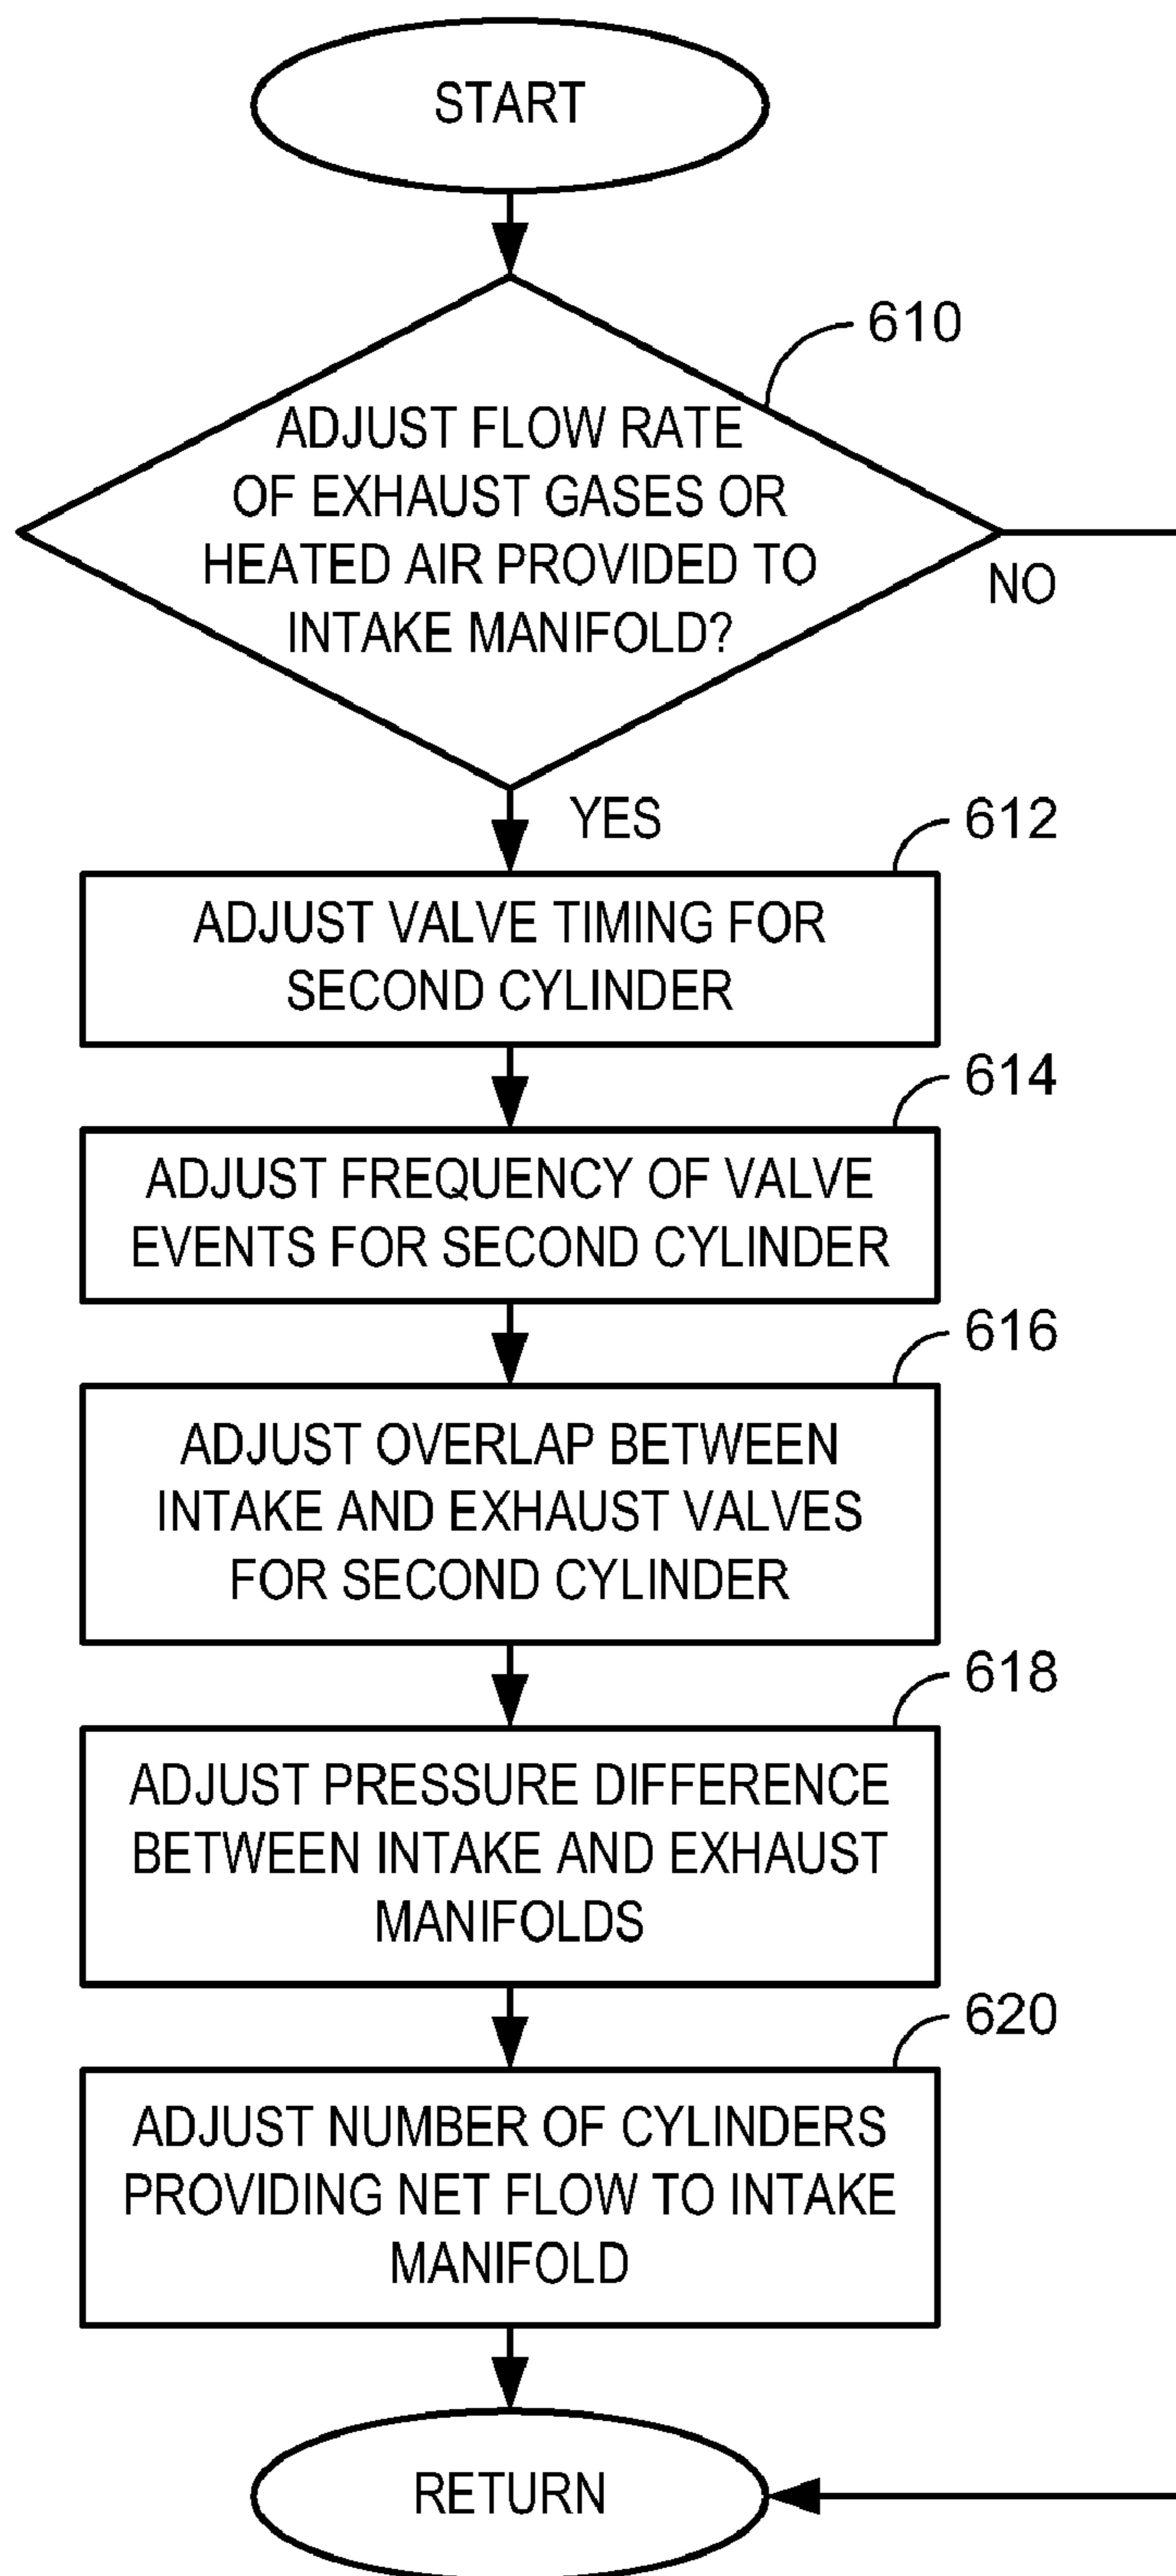 START
610
ADJUST FLOW RATE
OF EXHAUST GASES OR
HEATED AIR PROVIDED TO
INTAKE MANIFOLD?
NO
YES
612
ADJUST VALVE TIMING FOR
SECOND CYLINDER
614
ADJUST FREQUENCY OF VALVE
EVENTS FOR SECOND CYLINDER
616
ADJUST OVERLAP BETWEEN
INTAKE AND EXHAUST VALVES
FOR SECOND CYLINDER
618
ADJUST PRESSURE DIFFERENCE
BETWEEN INTAKE AND EXHAUST
MANIFOLDS
620
ADJUST NUMBER OF CYLINDERS
PROVIDING NET FLOW TO INTAKE
MANIFOLD
RETURN